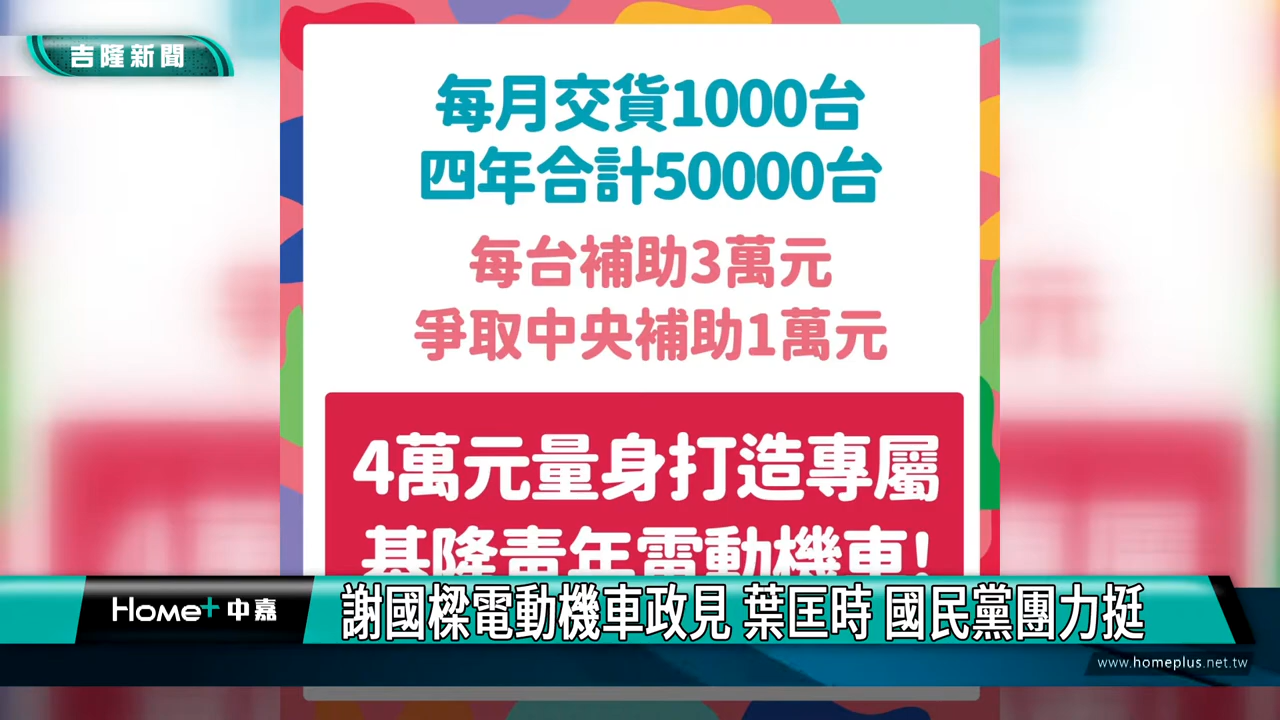 吉隆新聞
每月交貨1000台
四年合計50000台
每台補助3萬元
爭取中央補助1萬元
4萬元量身打造專屬
基隆青年電動機車!
Home+中嘉
謝國樑電動機車政見 葉匡時 國民黨團力挺
www.homeplus.net.tw